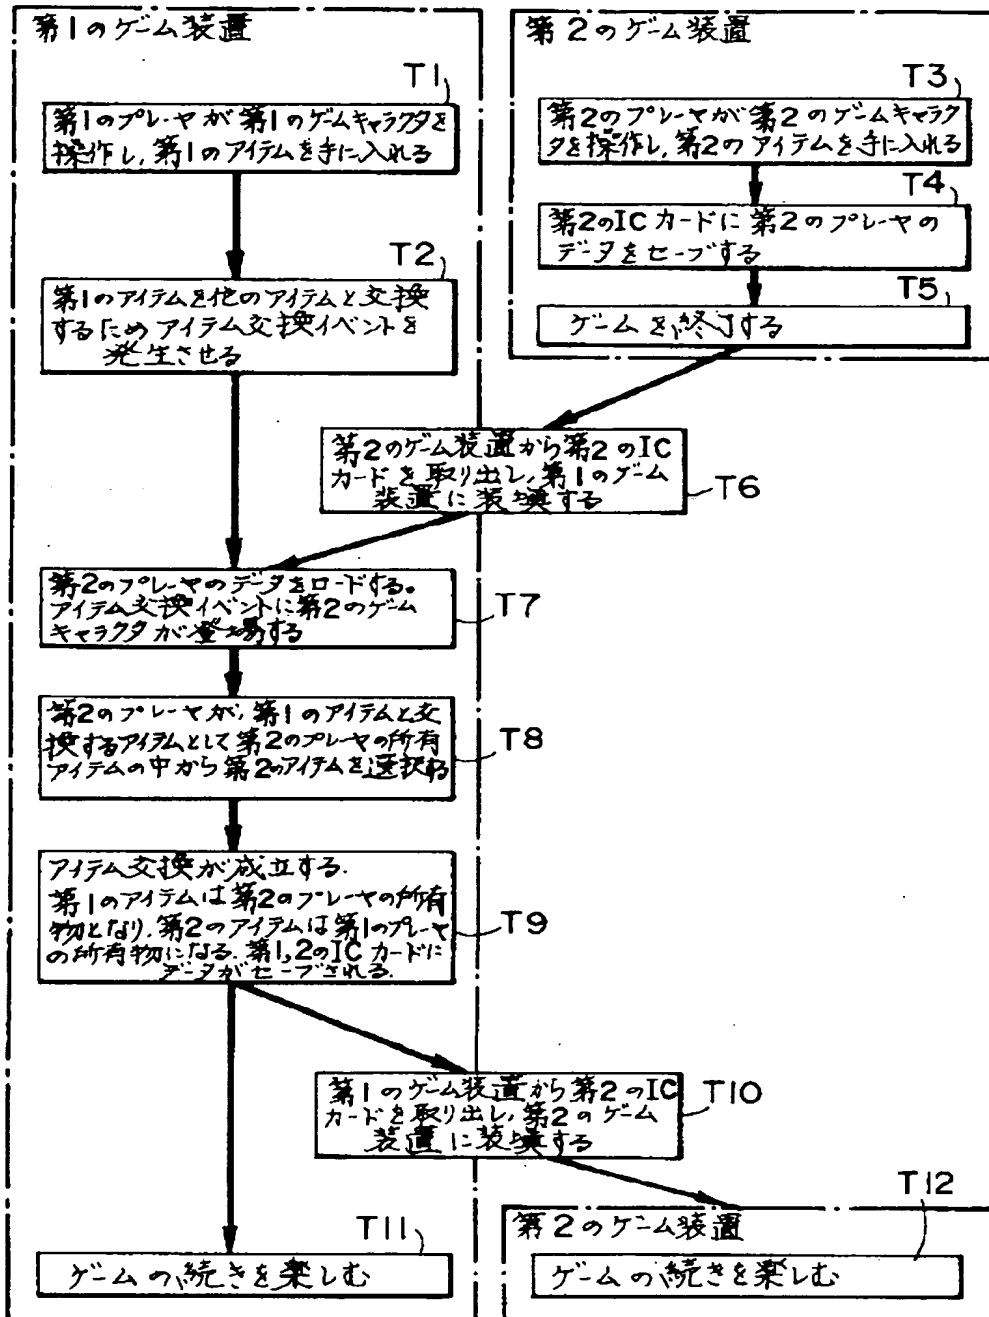 第1のゲーム装置
T1
第1のプレーヤが第1のゲームキャラクタを
操作し,第1のアイテムを手に入れる
T2
第1のアイテムを他のアイテムと交換
するためアイテム交換イベントを
発生させる
第2のゲーム装置
T3
第2のプレーヤが第2のゲームキャラク
タを操作し,第2のアイテムを手に入れる
T4
第2のICカードに第2のプレーヤの
データをセーブする
T5
ゲームを終了する
第2のゲーム装置から第2のIC
カードを取り出し,第1のゲーム
装置に装填する
T6
第2のプレーヤのデータをロードする。
アイテム交換イベントに第2のゲーム
キャラクタが登場する
T7
第2のプレーヤが,第1のアイテムと交
換するアイテムとして第2のプレーヤの所有
アイテムの中から第2のアイテムを選択する
T8
アイテム交換が成立する.
第1のアイテムは第2のプレーヤの所有
物となり,第2のアイテムは第1のプレーヤ
の所有物になる.第1,2のICカードに
データがセーブされる.
T9
第1のゲーム装置から第2のIC
カードを取り出し,第2のゲーム
装置に装填する
T10
T11
ゲームの続きを楽しむ
第2のゲーム装置
T12
ゲームの続きを楽しむ